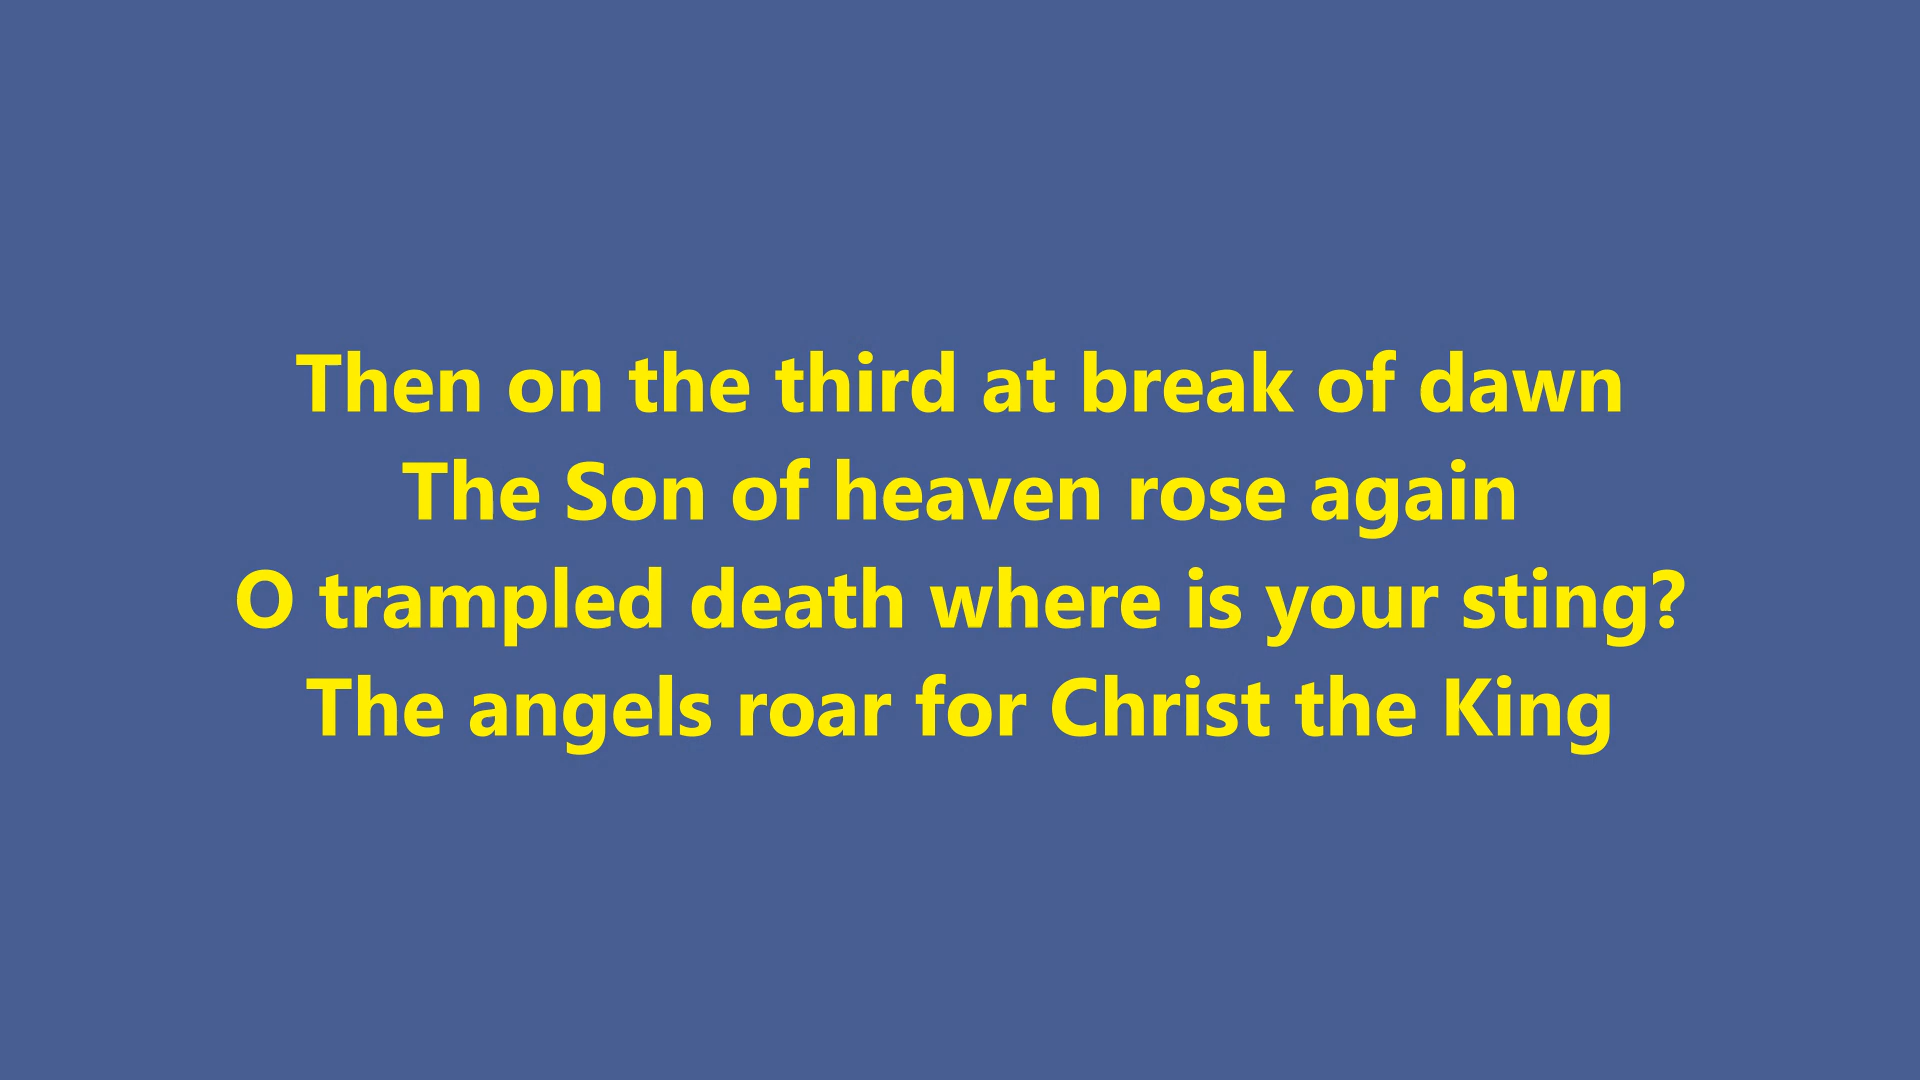 Then on the third at break of dawn
The Son of heaven rose again
O trampled death where is your sting?
The angels roar for Christ the King